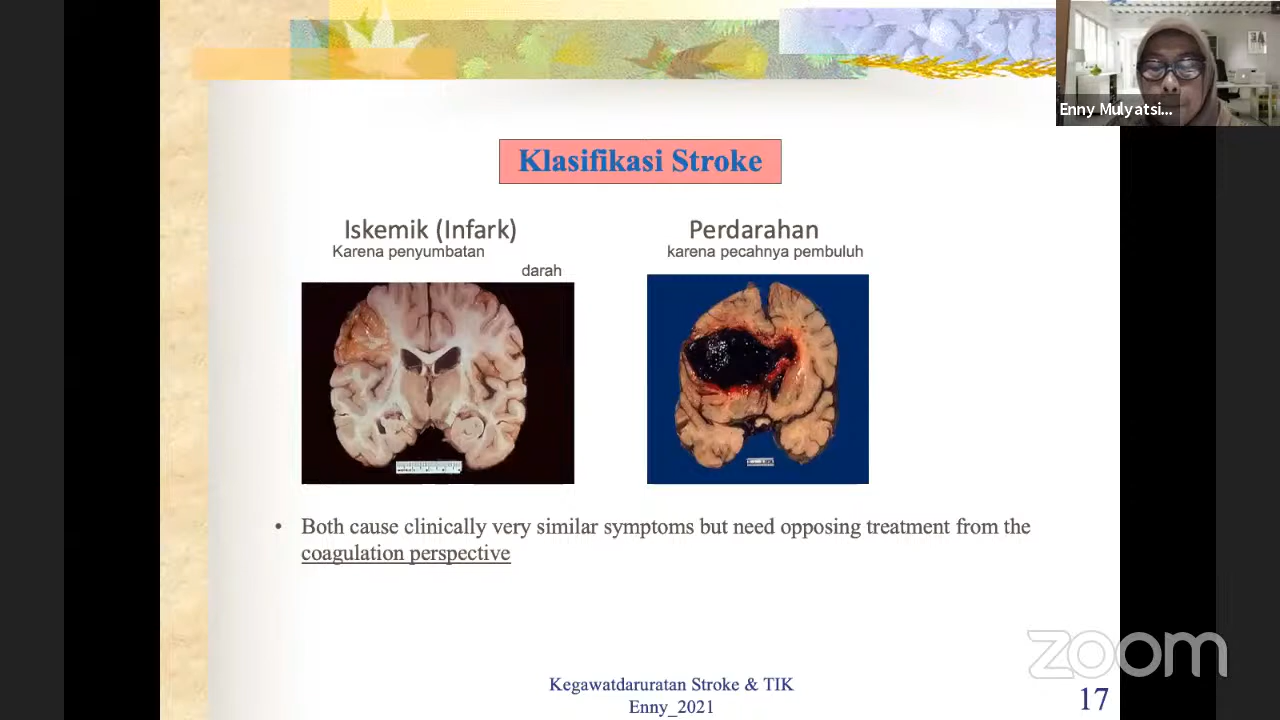 Enny Mulyatsi...
Klasifikasi Stroke
Iskemik (Infark)
Karena penyumbatan
Perdarahan
karena pecahnya pembuluh
darah
• Both cause clinically very similar symptoms but need opposing treatment from the
coagulation perspective
Kegawatdaruratan Stroke & TIK
Enny_2021
zoom
17